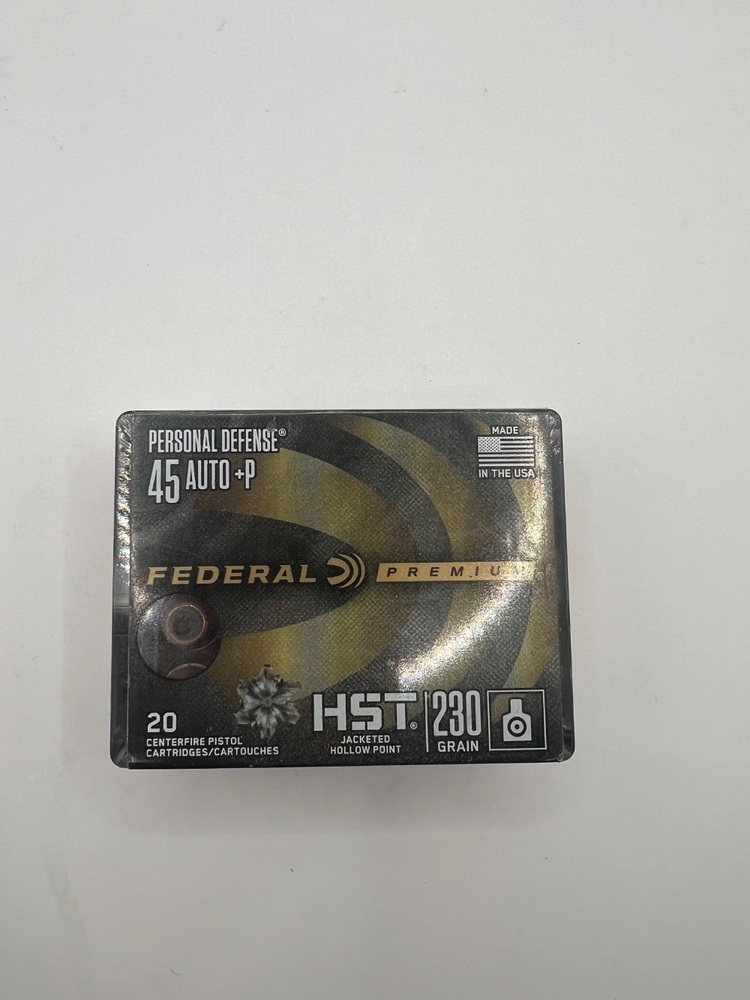 PERSONAL DEFENSE®
45 AUTO +P
MADE
IN THE USA
FEDERAL PREMIUM
20
CENTERFIRE PISTOL
CARTRIDGES/CARTOUCHES
HST®
JACKETED
HOLLOW POINT
230
GRAIN